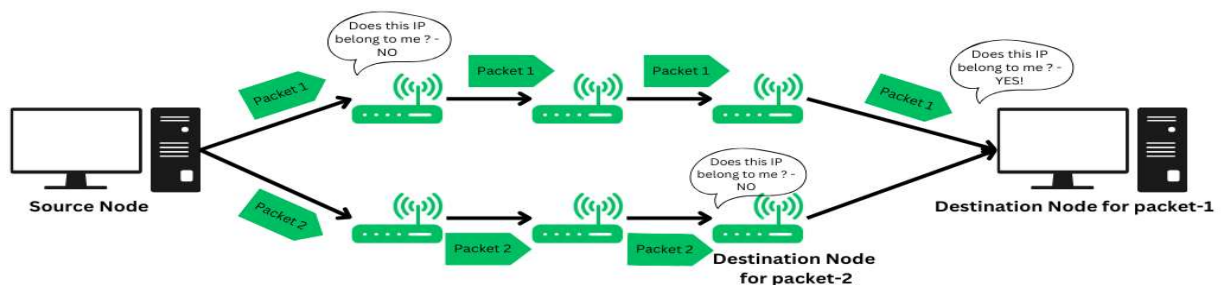 Does this IP
belong to me ? -
NO
Packet 1
Packet 1
Packet 1
Does this IP
belong to me ? -
YES!
Packet 1
Source Node
Packet 2
Packet 2
Packet 2
Does this IP
belong to me ? -
NO
Destination Node
for packet-2
Destination Node for packet-1